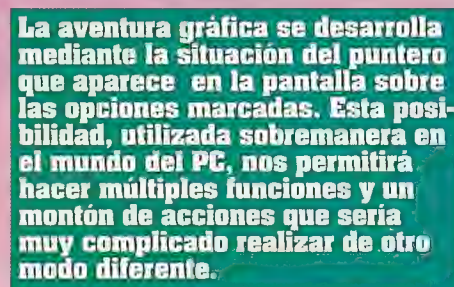 La aventura gráfica se desarrolla
mediante la situación del puntero
que aparece en la pantalla sobre
las opciones marcadas. Esta posi-
bilidad, utilizada sobremanera en
el mundo del PC, nos permitirá
hacer múltiples funciones y un
montón de acciones que sería
muy complicado realizar de otro
modo diferente.